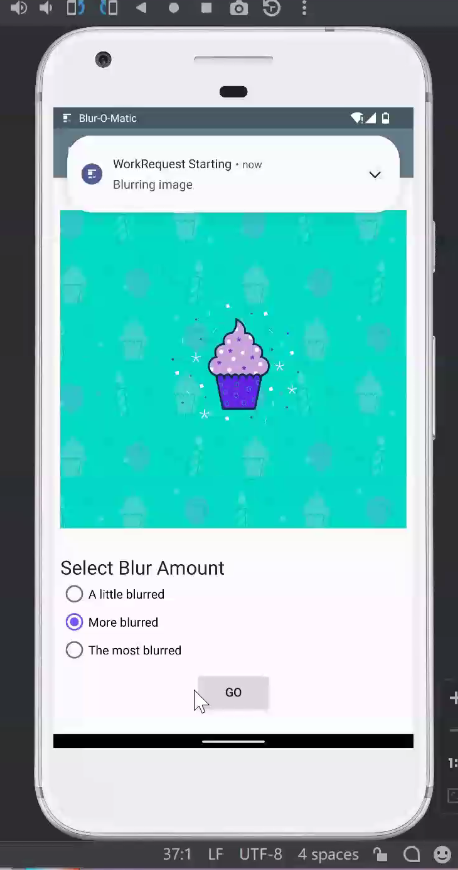 Blur-O-Matic
WorkRequest Starting • now
Blurring image
Select Blur Amount
A little blurred
More blurred
The most blurred
GO
1:
37:1 LF UTF-8 4 spaces